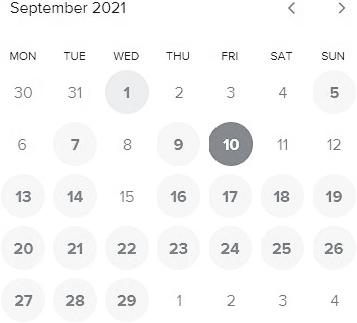 September 2021
MON TUE WED THU FRI SAT SUN
30 31 1 2 3 4 5
6 7 8 9 10 11 12
13 14 15 16 17 18 19
20 21 22 23 24 25 26
27 28 29 1 2 3 4